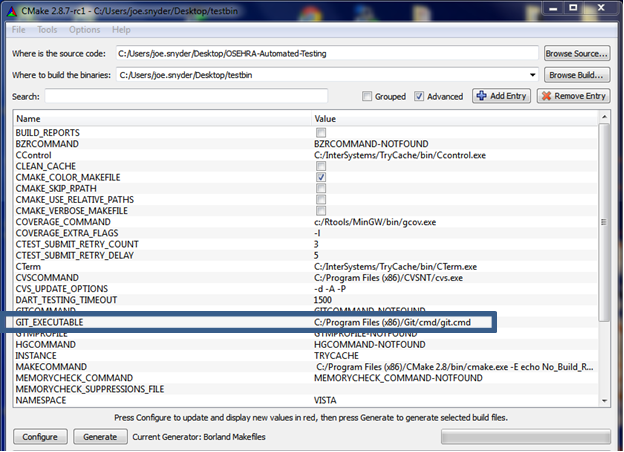 CMake 2.8.7-rc1 - C:/Users/joe.snyder/Desktop/testbin
File Tools Options Help
Where is the source code: C:/Users/joe.snyder/Desktop/OSEHRA-Automated-Testing Browse Source...
Where to build the binaries: C:/Users/joe.snyder/Desktop/testbin Browse Build...
Search: Grouped Advanced Add Entry Remove Entry
Name Value
BUILD_REPORTS
BZRCOMMAND BZRCOMMAND-NOTFOUND
CControl C:/InterSystems/TryCache/bin/Ccontrol.exe
CLEAN_CACHE
CMAKE_COLOR_MAKEFILE
CMAKE_SKIP_RPATH
CMAKE_USE_RELATIVE_PATHS
CMAKE_VERBOSE_MAKEFILE
COVERAGE_COMMAND c:/Rtools/MinGW/bin/gcov.exe
COVERAGE_EXTRA_FLAGS -l
CTEST_SUBMIT_RETRY_COUNT 3
CTEST_SUBMIT_RETRY_DELAY 5
CTerm C:/InterSystems/TryCache/bin/CTerm.exe
CVSCOMMAND C:/Program Files (x86)/CVSNT/cvs.exe
CVS_UPDATE_OPTIONS -d -A -P
DART_TESTING_TIMEOUT 1500
GITCOMMAND GITCOMMAND-NOTFOUND
GIT_EXECUTABLE C:/Program Files (x86)/Git/cmd/git.cmd
GTMPROFILE GTMPROFILE-NOTFOUND
HGCOMMAND HGCOMMAND-NOTFOUND
INSTANCE TRYCACHE
MAKECOMMAND C:/Program Files (x86)/CMake 2.8/bin/cmake.exe -E echo No_Build_R...
MEMORYCHECK_COMMAND MEMORYCHECK_COMMAND-NOTFOUND
MEMORYCHECK_SUPPRESSIONS_FILE
NAMESPACE VISTA
Press Configure to update and display new values in red, then press Generate to generate selected build files.
Configure Generate Current Generator: Borland Makefiles